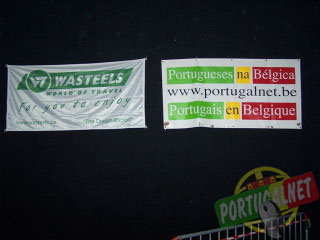 WASTEELS
WORLD OF TRAVEL
For you to enjoy
Portugueses na Bélgica
www.portugalnet.be
Portugais en Belgique
PORTUGALNET